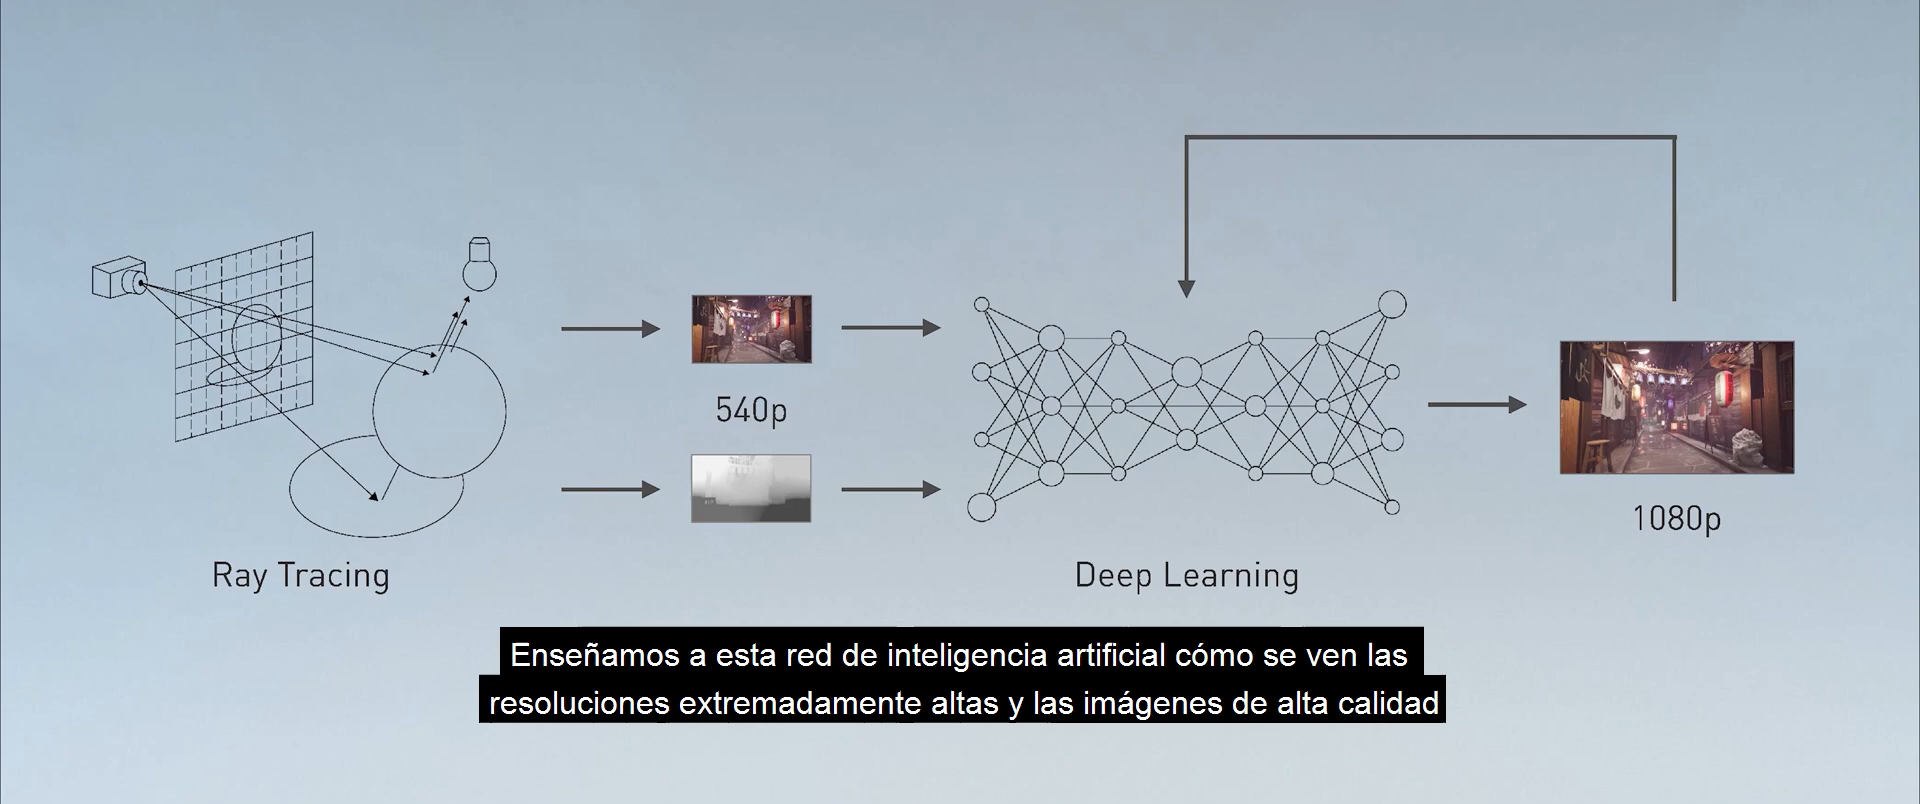 540p
1080p
Ray Tracing
Deep Learning
Enseñamos a esta red de inteligencia artificial cómo se ven las
resoluciones extremadamente altas y las imágenes de alta calidad